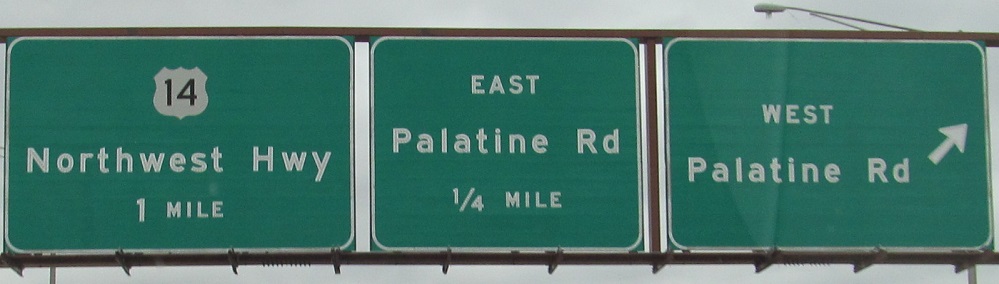 14
Northwest Hwy
1 MILE
EAST
Palatine Rd
1/4 MILE
WEST
Palatine Rd